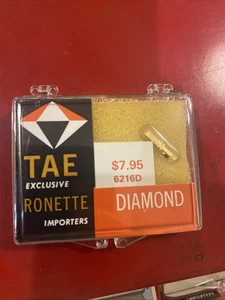 TAE
EXCLUSIVE
RONETTE
IMPORTERS
$7.95
6216D
DIAMOND